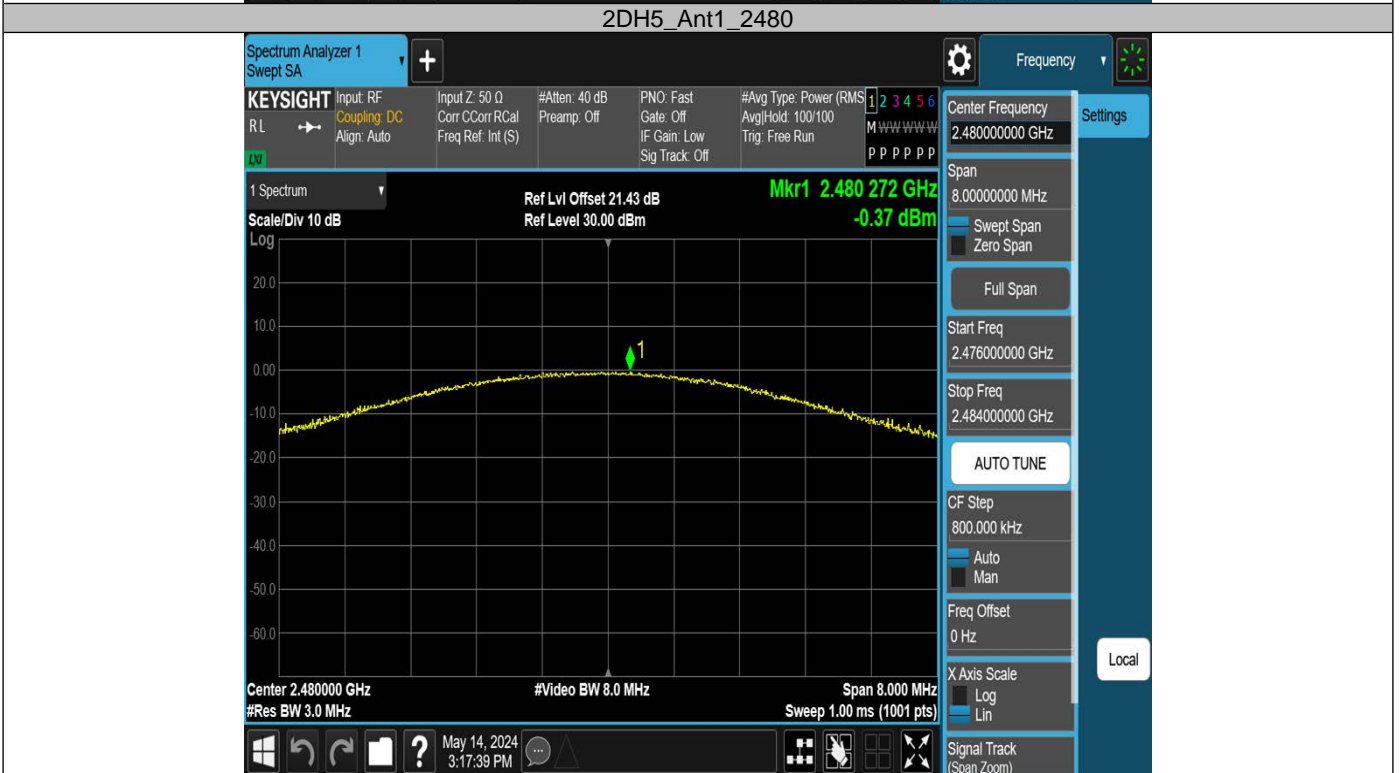 2DH5_Ant1_2480
Spectrum Analyzer 1
Swept SA
Frequency
KEYSIGHT
RL
LXI
Input: RF
Coupling: DC
Align: Auto
Input Z: 50 Ω
Corr CCorr RCal
Freq Ref: Int (S)
#Atten: 40 dB
Preamp: Off
PNO: Fast
Gate: Off
IF Gain: Low
Sig Track: Off
#Avg Type: Power (RMS
Avg|Hold: 100/100
Trig: Free Run
1 2 3 4 5 6
M W W W W W
P P P P P P
1 Spectrum
Scale/Div 10 dB
Log
Ref Lvl Offset 21.43 dB
Ref Level 30.00 dBm
Mkr1 2.480 272 GHz
-0.37 dBm
20.0
10.0
0.00
-10.0
-20.0
-30.0
-40.0
-50.0
-60.0
1
Center 2.480000 GHz
#Res BW 3.0 MHz
#Video BW 8.0 MHz
Span 8.000 MHz
Sweep 1.00 ms (1001 pts)
?
May 14, 2024
3:17:39 PM
Center Frequency
2.480000000 GHz
Settings
Span
8.00000000 MHz
Swept Span
Zero Span
Full Span
Start Freq
2.476000000 GHz
Stop Freq
2.484000000 GHz
AUTO TUNE
CF Step
800.000 kHz
Auto
Man
Freq Offset
0 Hz
X Axis Scale
Log
Lin
Local
Signal Track
(Span Zoom)